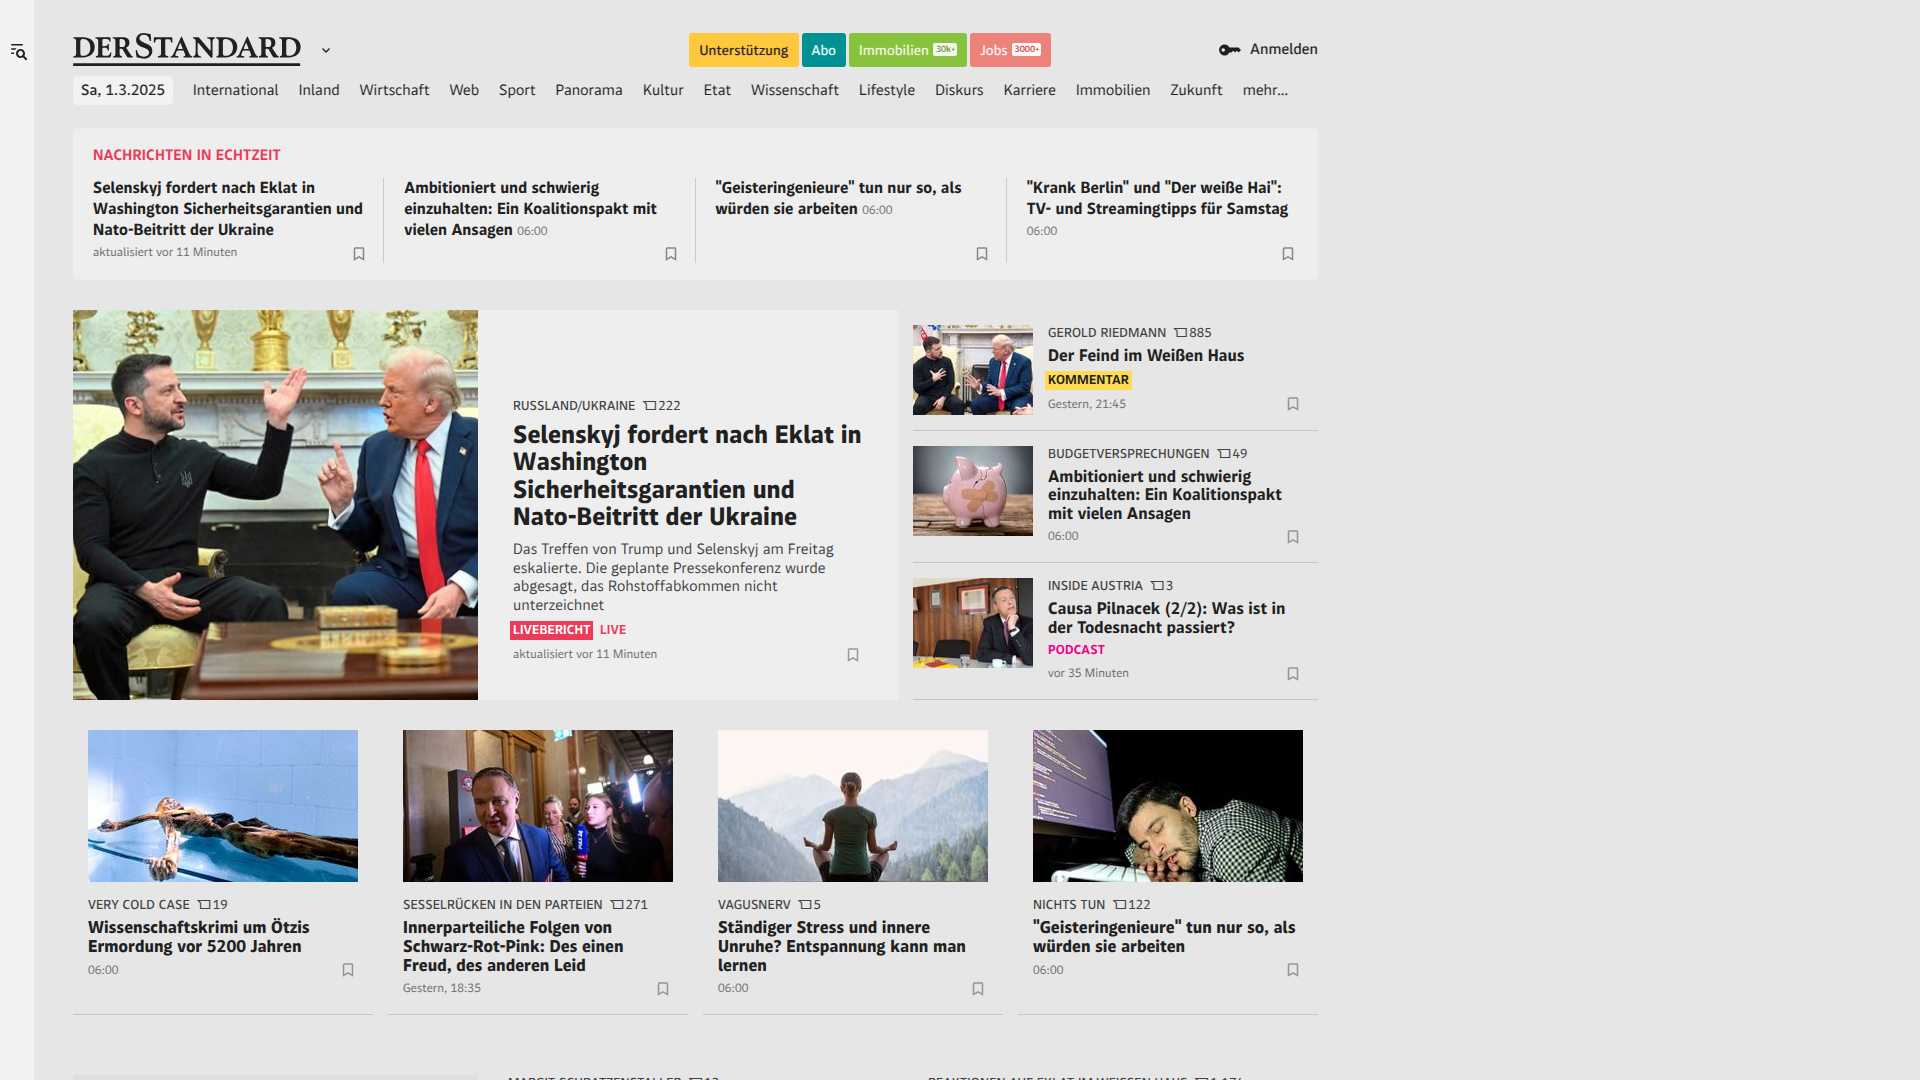 DERSTANDARD
Unterstützung
Abo
Immobilien 30k+
Jobs 3000+
Anmelden
Sa, 1.3.2025
International
Inland
Wirtschaft
Web
Sport
Panorama
Kultur
Etat
Wissenschaft
Lifestyle
Diskurs
Karriere
Immobilien
Zukunft
mehr...
NACHRICHTEN IN ECHTZEIT
Selenskyj fordert nach Eklat in
Washington Sicherheitsgarantien und
Nato-Beitritt der Ukraine
aktualisiert vor 11 Minuten
Ambitioniert und schwierig
einzuhalten: Ein Koalitionspakt mit
vielen Ansagen 06:00
"Geisteringenieure" tun nur so, als
würden sie arbeiten 06:00
"Krank Berlin" und "Der weiße Hai":
TV- und Streamingtipps für Samstag
06:00
RUSSLAND/UKRAINE 222
Selenskyj fordert nach Eklat in
Washington
Sicherheitsgarantien und
Nato-Beitritt der Ukraine
Das Treffen von Trump und Selenskyj am Freitag
eskalierte. Die geplante Pressekonferenz wurde
abgesagt, das Rohstoffabkommen nicht
unterzeichnet
LIVEBERICHT LIVE
aktualisiert vor 11 Minuten
GEROLD RIEDMANN 885
Der Feind im Weißen Haus
KOMMENTAR
Gestern, 21:45
BUDGETVERSPRECHUNGEN 49
Ambitioniert und schwierig
einzuhalten: Ein Koalitionspakt
mit vielen Ansagen
06:00
INSIDE AUSTRIA 3
Causa Pilnacek (2/2): Was ist in
der Todesnacht passiert?
PODCAST
vor 35 Minuten
VERY COLD CASE 19
Wissenschaftskrimi um Ötzis
Ermordung vor 5200 Jahren
06:00
SESSELRÜCKEN IN DEN PARTEIEN 271
Innerparteiliche Folgen von
Schwarz-Rot-Pink: Des einen
Freud, des anderen Leid
Gestern, 18:35
VAGUSNERV 5
Ständiger Stress und innere
Unruhe? Entspannung kann man
lernen
06:00
NICHTS TUN 122
"Geisteringenieure" tun nur so, als
würden sie arbeiten
06:00